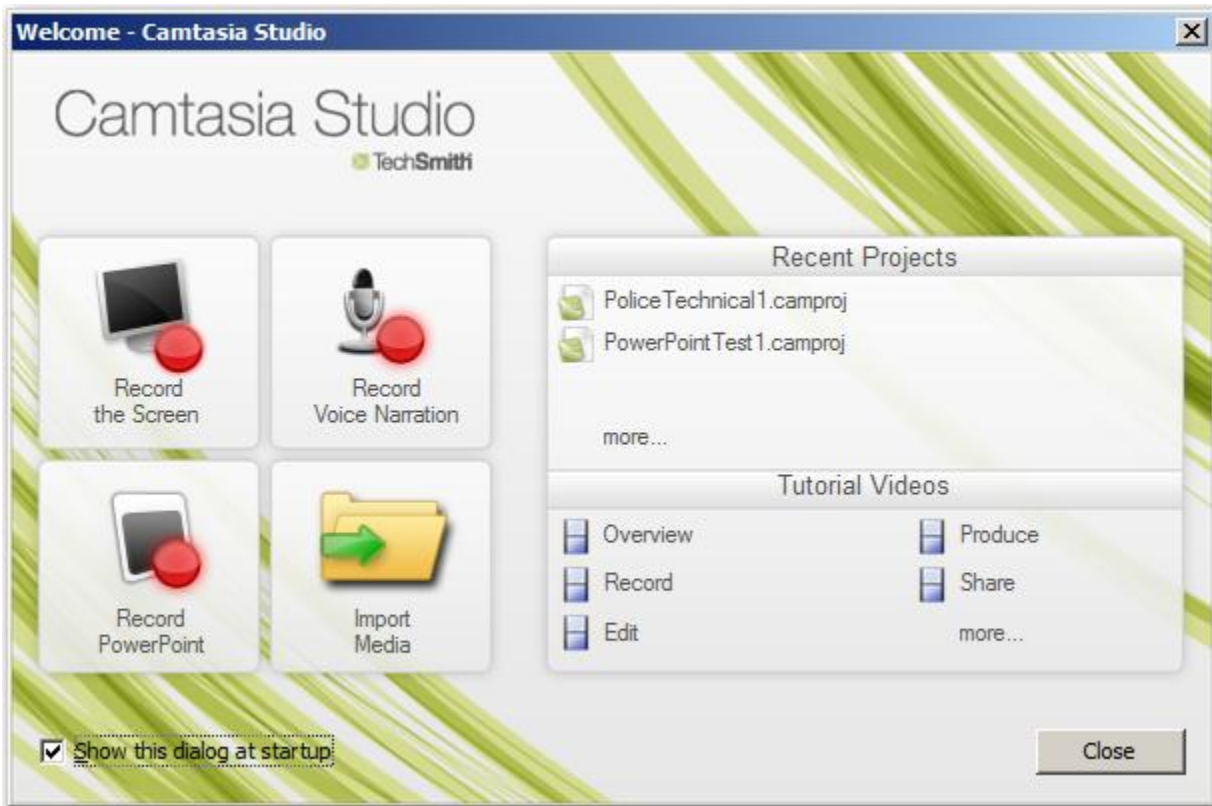 Welcome - Camtasia Studio
Camtasia Studio
TechSmith
Record
the Screen
Record
Voice Narration
Record
PowerPoint
Import
Media
Recent Projects
PoliceTechnical1.camproj
PowerPointTest1.camproj
more...
Tutorial Videos
Overview
Produce
Record
Share
Edit
more...
Show this dialog at startup
Close